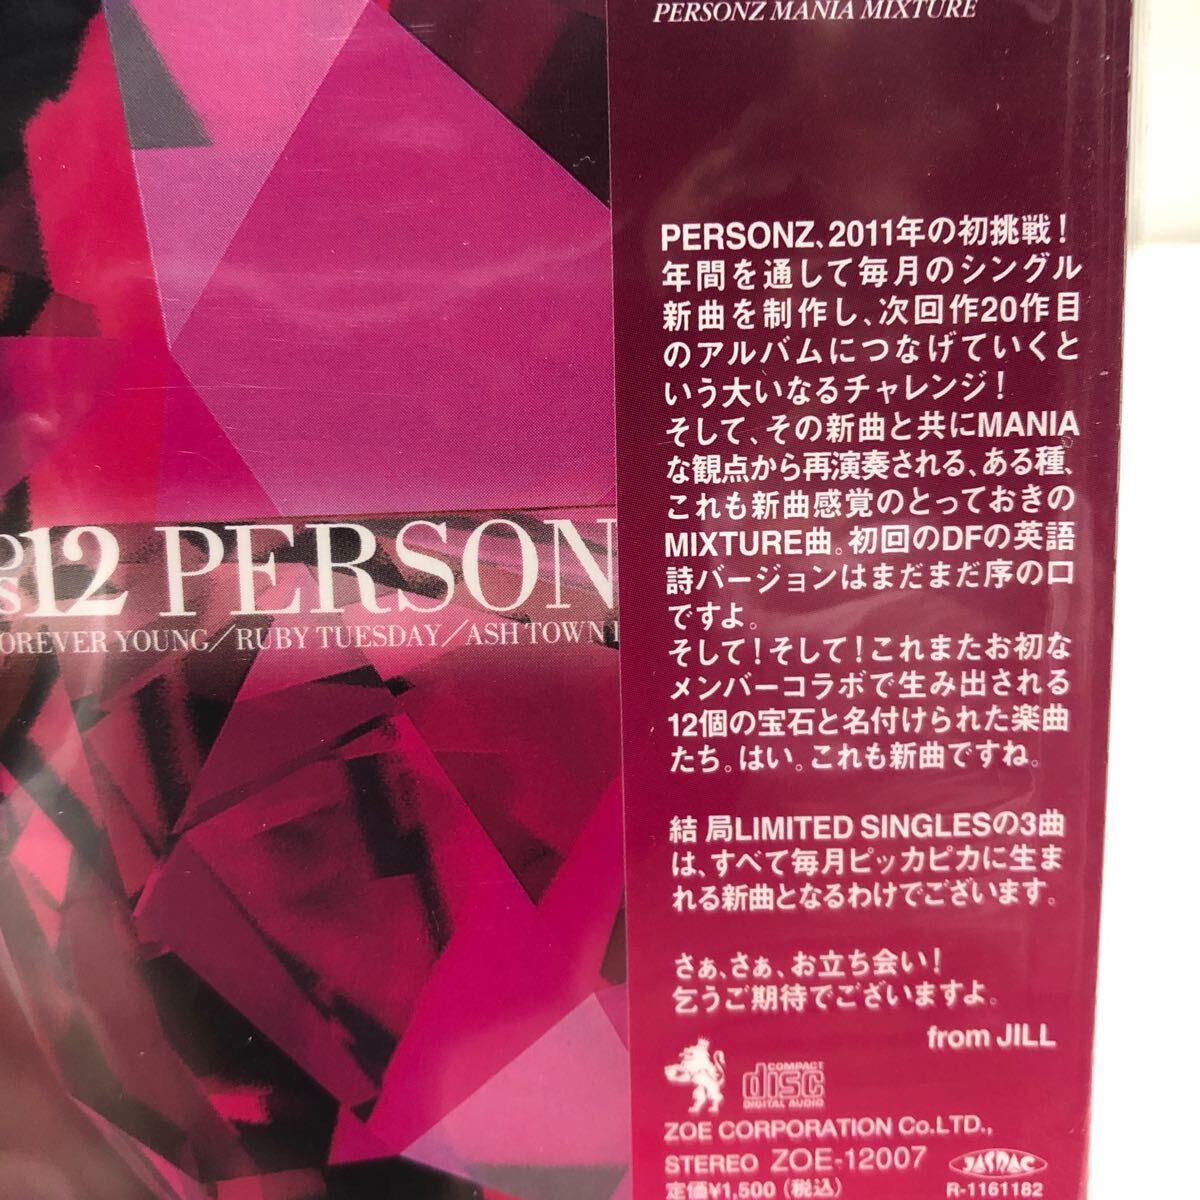 PERSONZ MANIA MIXTURE
PERSONZ、2011年の初挑戦！
年間を通して毎月のシングル
新曲を制作し、次回作20作目
のアルバムにつなげていくと
いう大いなるチャレンジ！
そして、その新曲と共にMANIA
な観点から再演奏される、ある種、
これも新曲感覚のとっておきの
MIXTURE曲。初回のDFの英語
詩バージョンはまだまだ序の口
ですよ。
そして！そして！これまたお初な
メンバーコラボで生み出される
12個の宝石と名付けられた楽曲
たち。はい。これも新曲ですね。
結局LIMITED SINGLESの3曲
は、すべて毎月ピッカピカに生ま
れる新曲となるわけでございます。
さぁ、さぁ、お立ち会い！
乞うご期待でございますよ。
from JILL
COMPACT
disc
DIGITAL AUDIO
ZOE CORPORATION Co.LTD.,
STEREO ZOE-12007
JASRAC
定価¥1,500（税込）
R-1161182
12 PERSON
OREVER YOUNG／RUBY TUESDAY／ASH TOWN